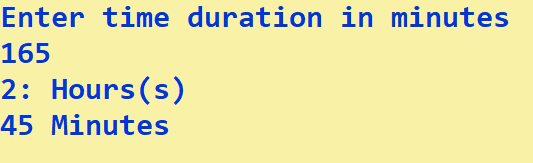 Enter time duration in minutes
165
2: Hours(s)
45 Minutes